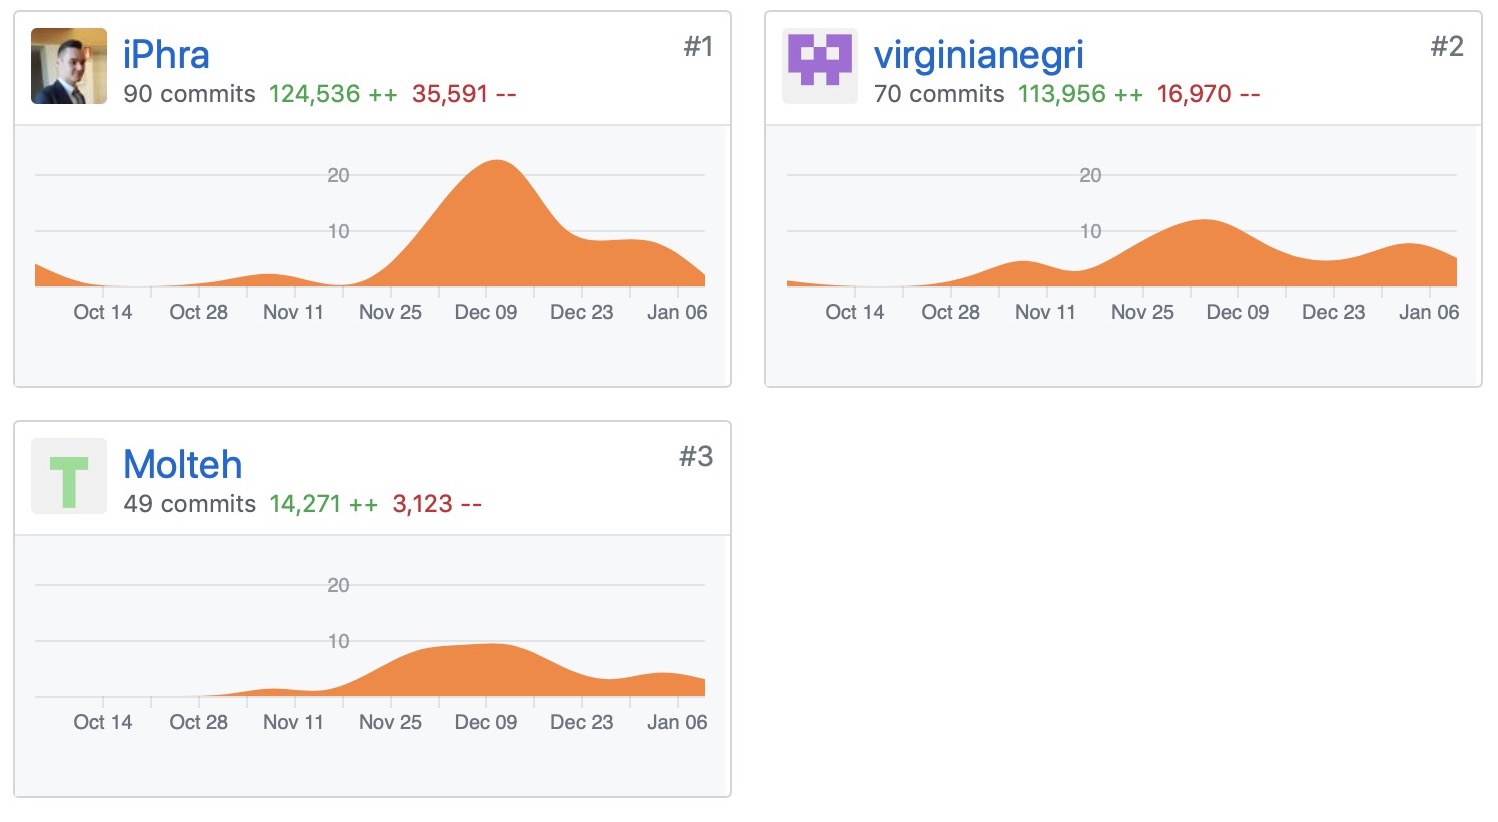 iPhra
#1
90 commits 124,536 ++ 35,591 --
20
10
Oct 14 Oct 28 Nov 11 Nov 25 Dec 09 Dec 23 Jan 06
virginianegri
#2
70 commits 113,956 ++ 16,970 --
20
10
Oct 14 Oct 28 Nov 11 Nov 25 Dec 09 Dec 23 Jan 06
Molteh
#3
49 commits 14,271 ++ 3,123 --
20
10
Oct 14 Oct 28 Nov 11 Nov 25 Dec 09 Dec 23 Jan 06